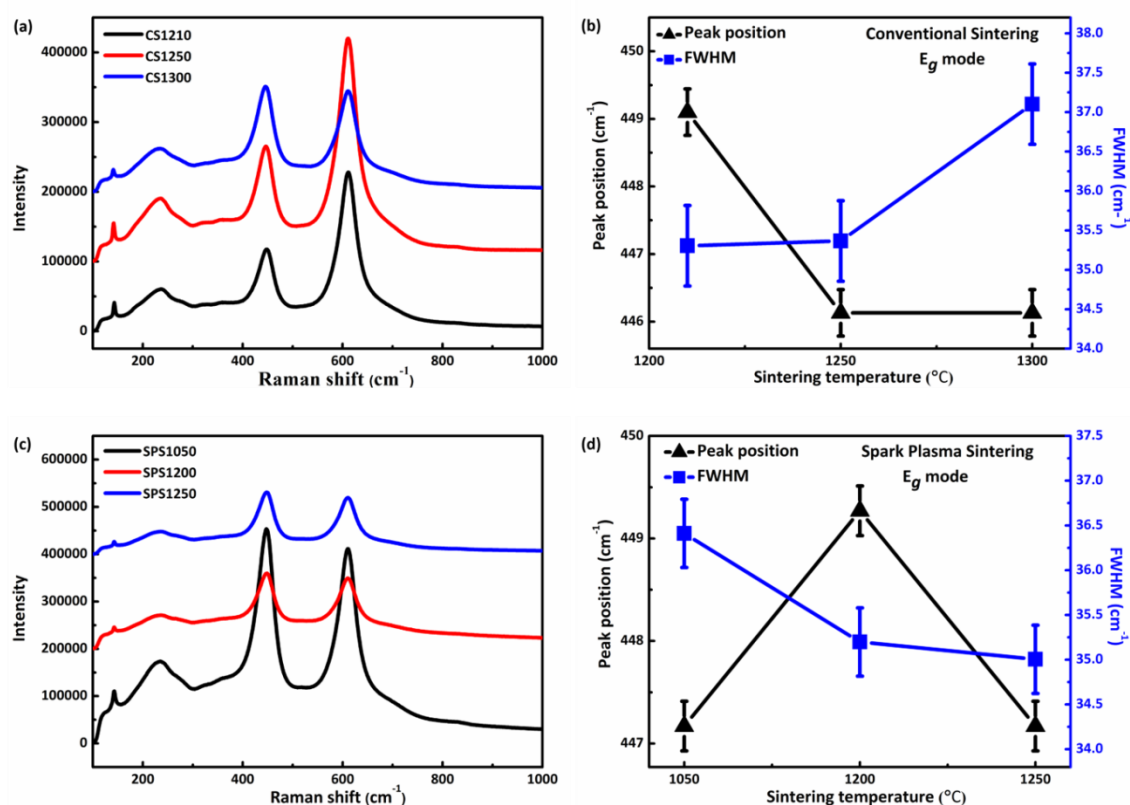 (a)
CS1210
CS1250
CS1300
400000
300000
200000
100000
0
Intensity
200 400 600 800 1000
Raman shift (cm-1)
(b)
Peak position
FWHM
Conventional Sintering
Eg mode
450
449
448
447
446
Peak position (cm-1)
38.0
37.5
37.0
36.5
36.0
35.5
35.0
34.5
34.0
FWHM (cm-1)
1200 1250 1300
Sintering temperature (°C)
(c)
SPS1050
SPS1200
SPS1250
600000
500000
400000
300000
200000
100000
0
Intensity
200 400 600 800 1000
Raman shift (cm-1)
(d)
Peak position
FWHM
Spark Plasma Sintering
Eg mode
450
449
448
447
Peak position (cm-1)
37.5
37.0
36.5
36.0
35.5
35.0
34.5
34.0
FWHM (cm-1)
1050 1200 1250
Sintering temperature (°C)